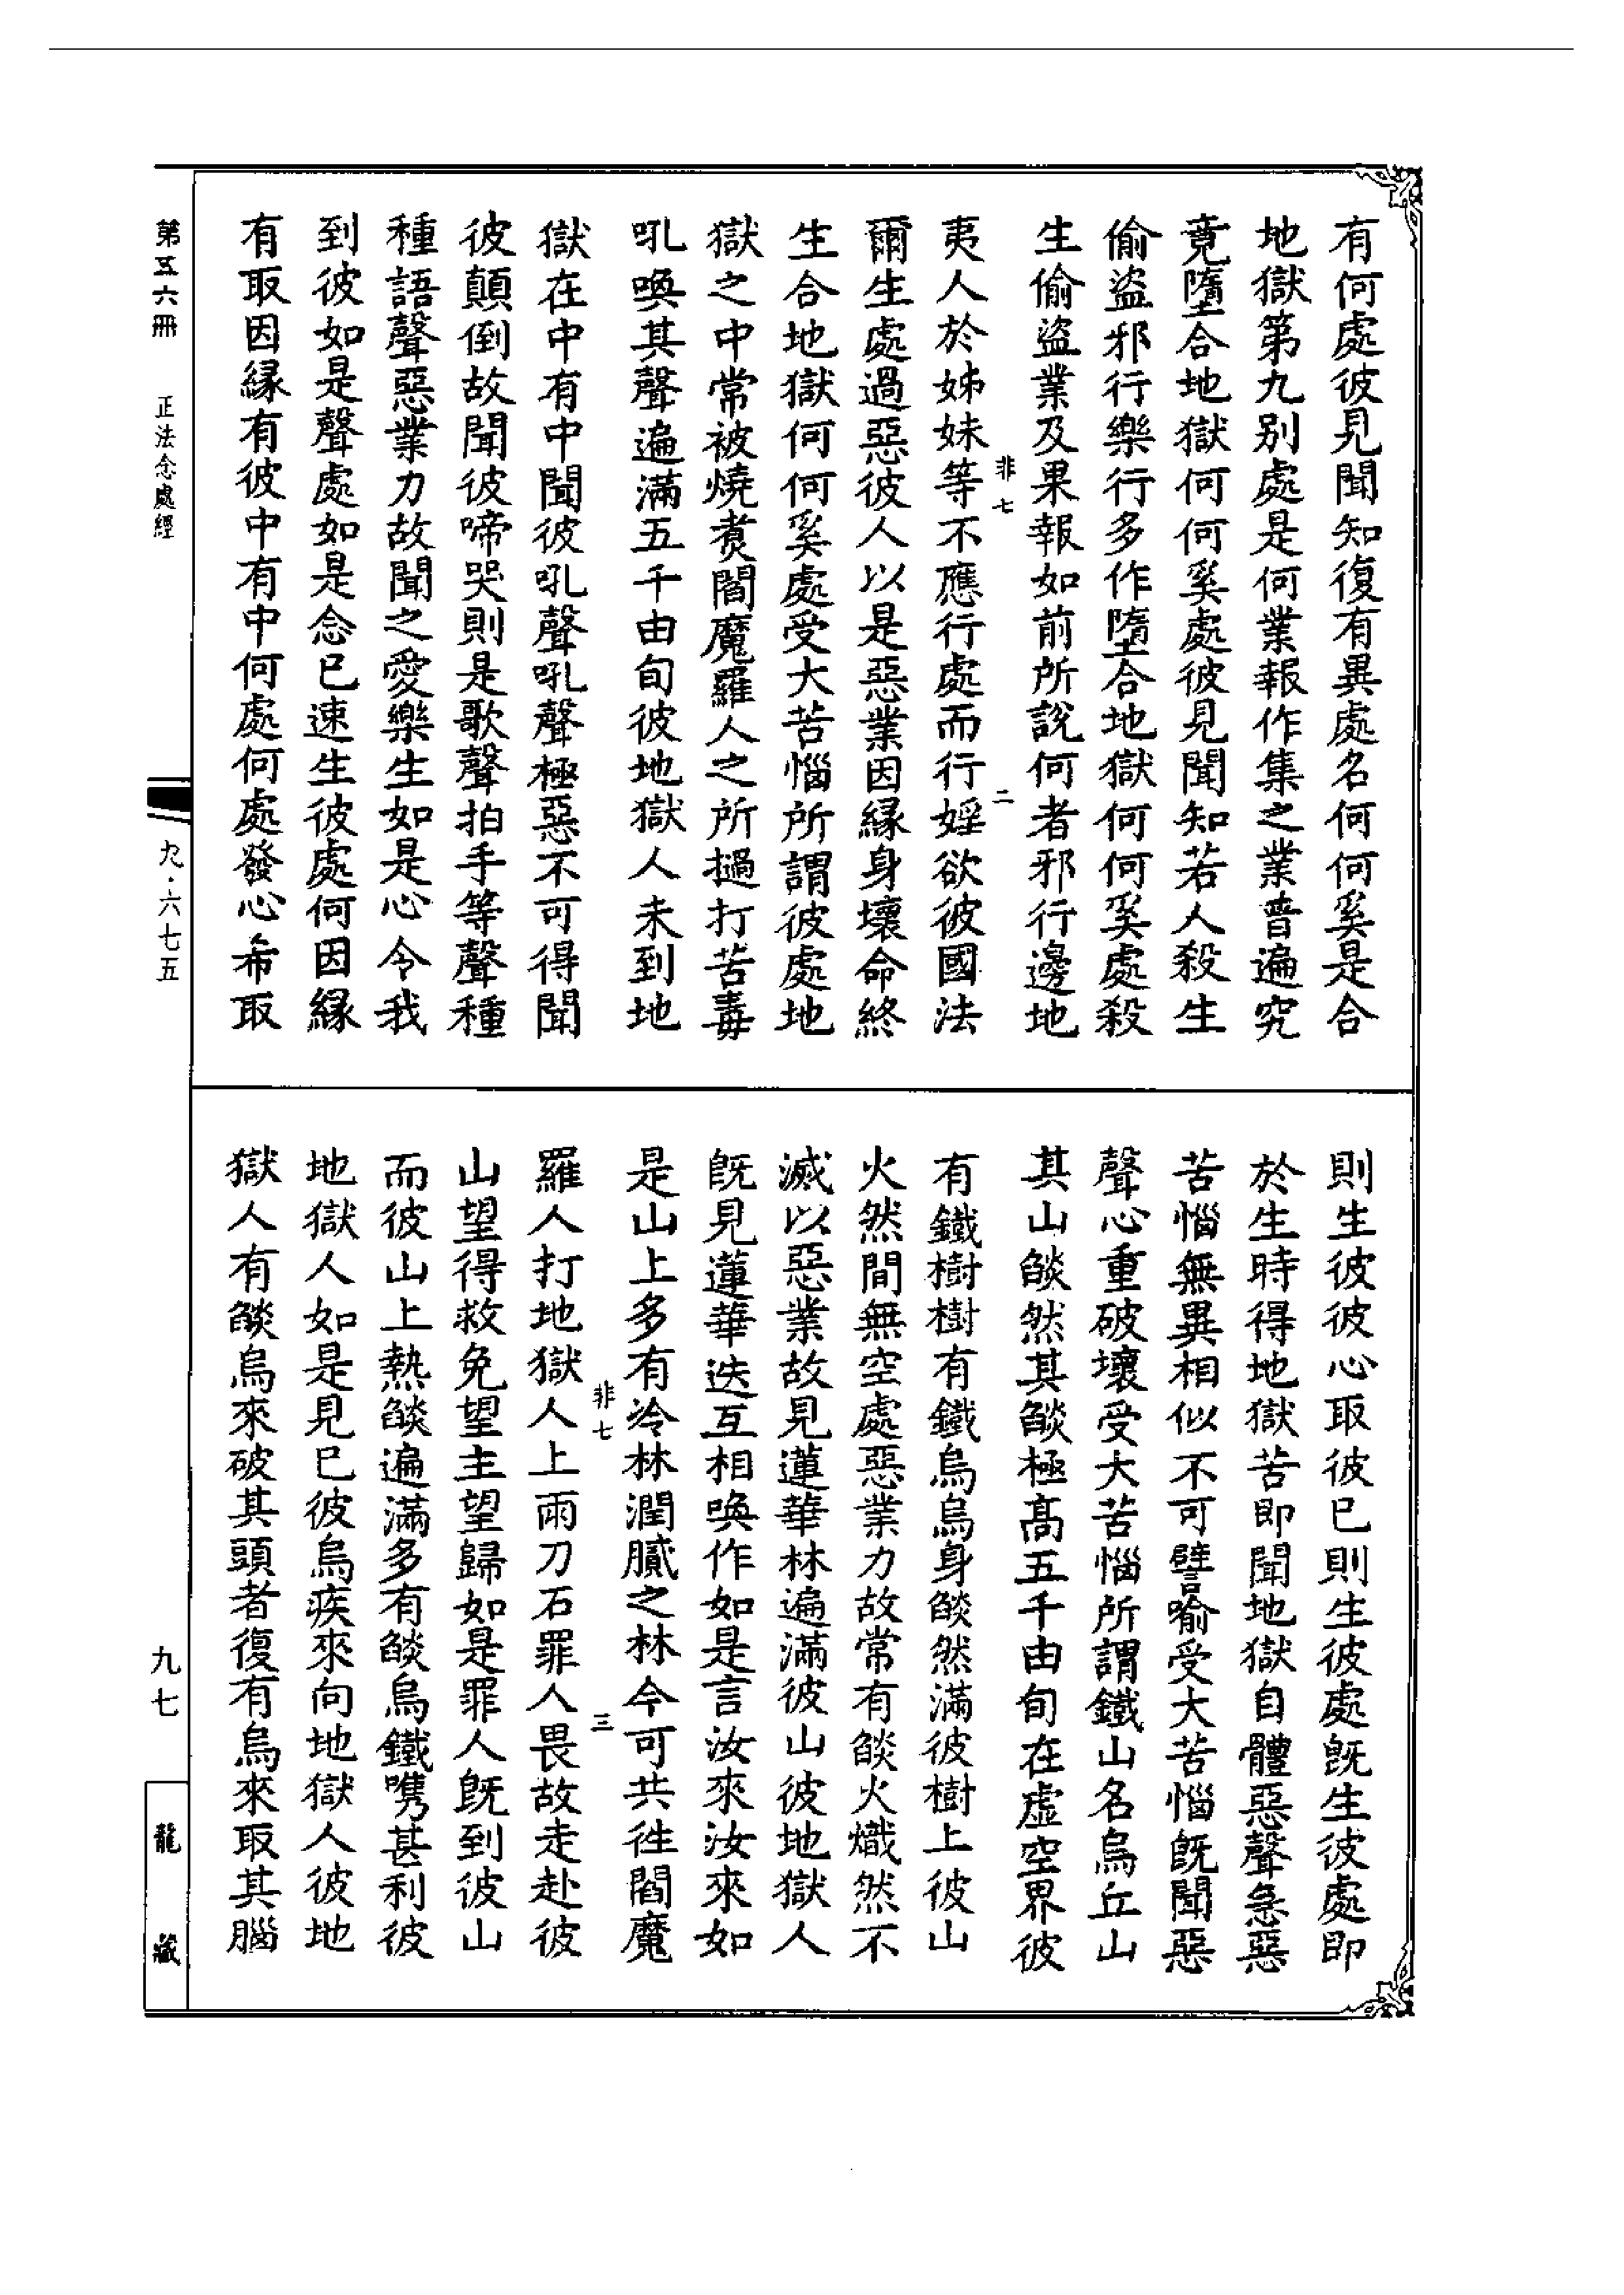 有何處彼見聞知復有異處名何何奚是合
地獄第九別處是何業報作集之業普遍究
竟墮合地獄何何奚處彼見聞知若人殺生
偷盜邪行樂行多作墮合地獄何何奚處殺
生偷盜業及果報如前所說何者邪行邊地
非七 二
夷人於姊妹等不應行處而行婬欲彼國法
爾生處過惡彼人以是惡業因緣身壞命終
生合地獄何何奚處受大苦惱所謂彼處地
獄之中常被燒煑閻魔羅人之所撾打苦毒
吼喚其聲遍滿五千由旬彼地獄人未到地
獄在中有中聞彼吼聲吼聲極惡不可得聞
彼顛倒故聞彼啼哭則是歌聲拍手等聲種
種語聲惡業力故聞之愛樂生如是心令我
到彼如是聲處如是念已速生彼處何因緣
有取因緣有彼中有中何處何處發心希取
則生彼彼心取彼已則生彼處既生彼處即
於生時得地獄苦即聞地獄自體惡聲急惡
苦惱無異相似不可譬喻受大苦惱既聞惡
聲心重破壞受大苦惱所謂鐵山名烏丘山
其山燄然其燄極高五千由旬在虛空界彼
有鐵樹樹有鐵烏烏身燄然滿彼樹上彼山
火然間無空處惡業力故常有燄火熾然不
滅以惡業故見蓮華林遍滿彼山彼地獄人
既見蓮華迭互相喚作如是言汝來汝來如
是山上多有冷林潤膩之林今可共往閻魔
非七 三
羅人打地獄人上雨刀石罪人畏故走赴彼
山望得救免望主望歸如是罪人既到彼山
而彼山上熱燄遍滿多有燄烏鐵嘴甚利彼
地獄人如是見已彼烏疾來向地獄人彼地
獄人有燄烏來破其頭者復有烏來取其腦
第五六冊 正法念處經 九·六七五 九七 龍藏